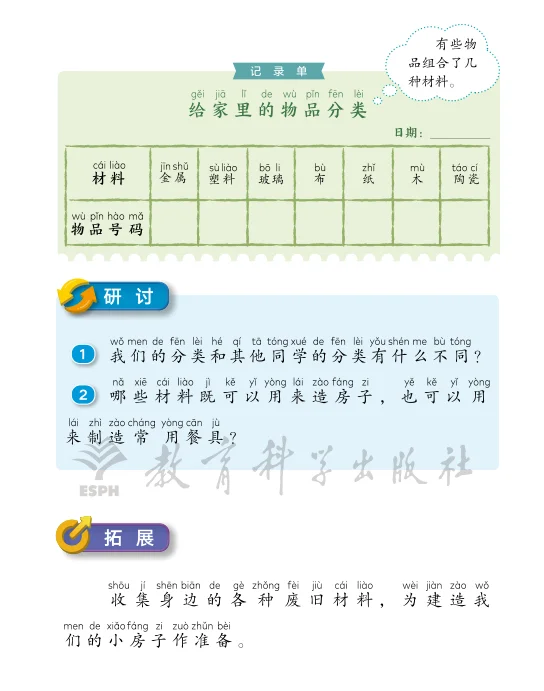 有些物
品组合了几
种材料。
记录单
gěi jiā lǐ de wù pǐn fēn lèi
给家里的物品分类
日期：
cái liào jīn shǔ sù liào bō li bù zhǐ mù táo cí
材料 金属 塑料 玻璃 布 纸 木 陶瓷
wù pǐn hào mǎ
物品号码
研讨
wǒ men de fēn lèi hé qí tā tóng xué de fēn lèi yǒu shén me bù tóng
1 我们的分类和其他同学的分类有什么不同？
nǎ xiē cái liào jì kě yǐ yòng lái zào fáng zi yě kě yǐ yòng
2 哪些材料既可以用来造房子，也可以用
lái zhì zào cháng yòng cān jù
来制造常用餐具？
ESPH 教育科学出版社
拓展
shōu jí shēn biān de gè zhǒng fèi jiù cái liào wèi jiàn zào wǒ
收集身边的各种废旧材料，为建造我
men de xiǎo fáng zi zuò zhǔn bèi
们的小房子作准备。